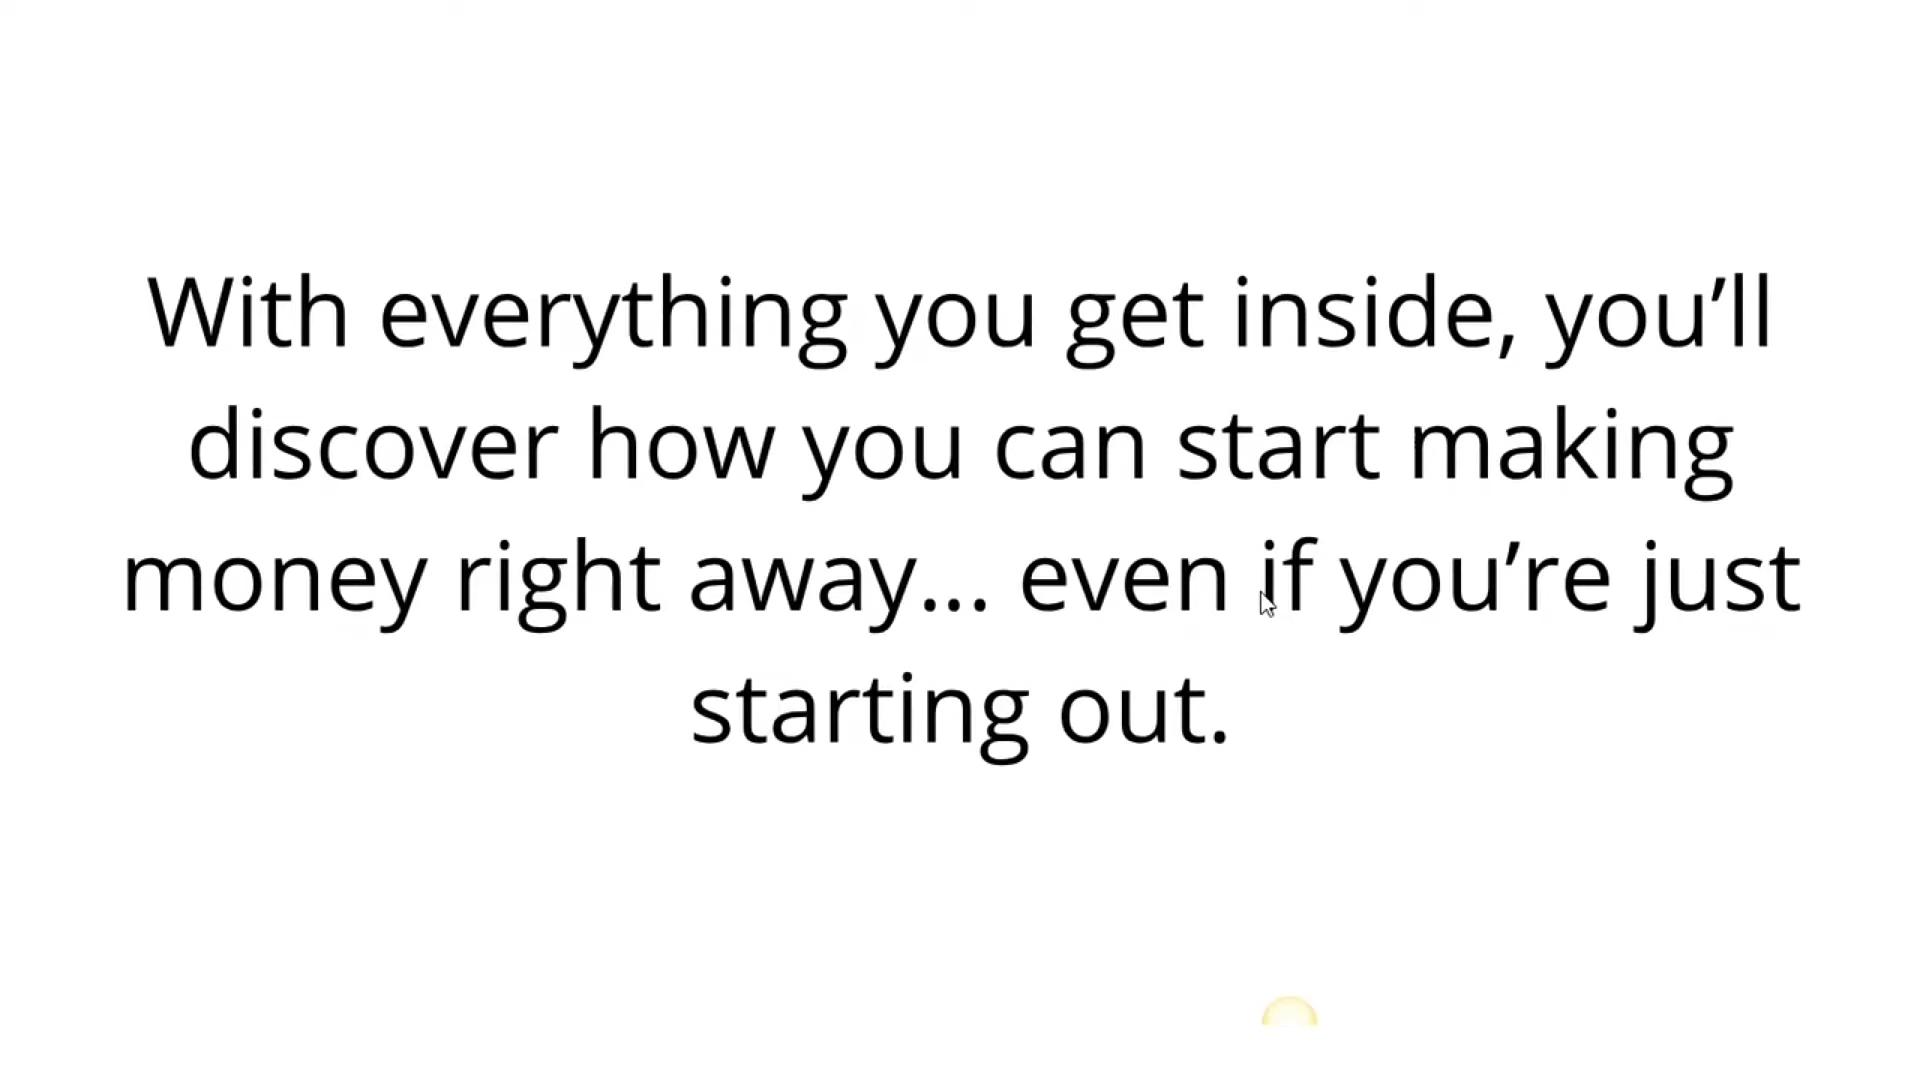 With everything you get inside, you’ll
discover how you can start making
money right away... even if you’re just
starting out.